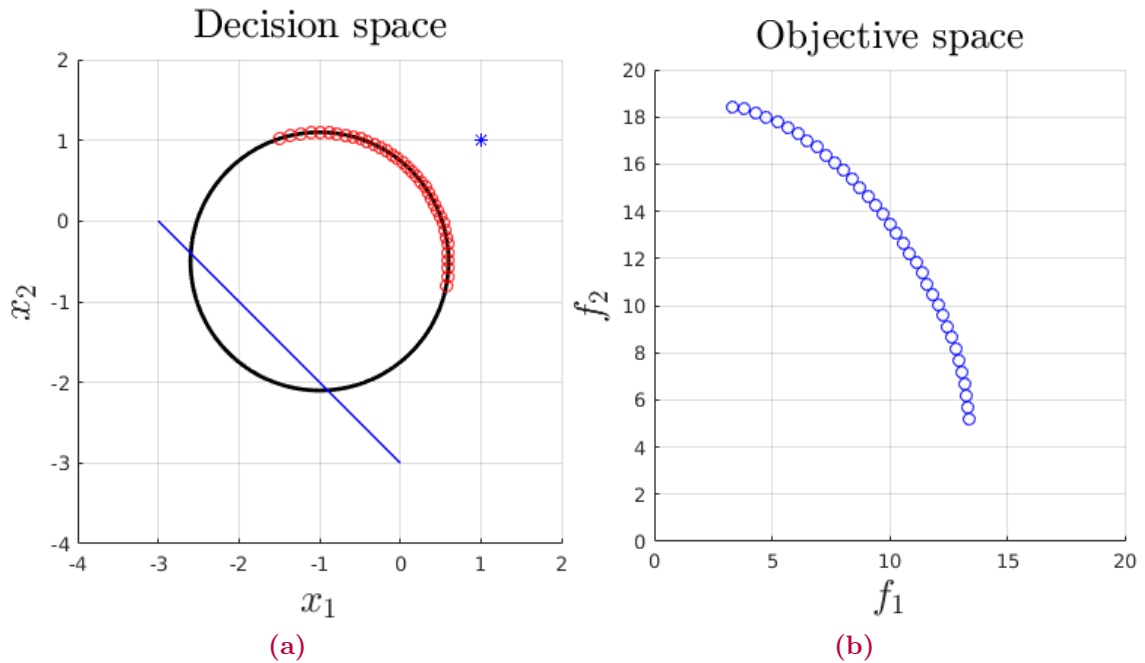 Decision space
2
1
0
-1
-2
-3
-4
-4 -3 -2 -1 0 1 2
x₂
x₁
(a)
Objective space
20
18
16
14
12
10
8
6
4
2
0
0 5 10 15 20
f₂
f₁
(b)